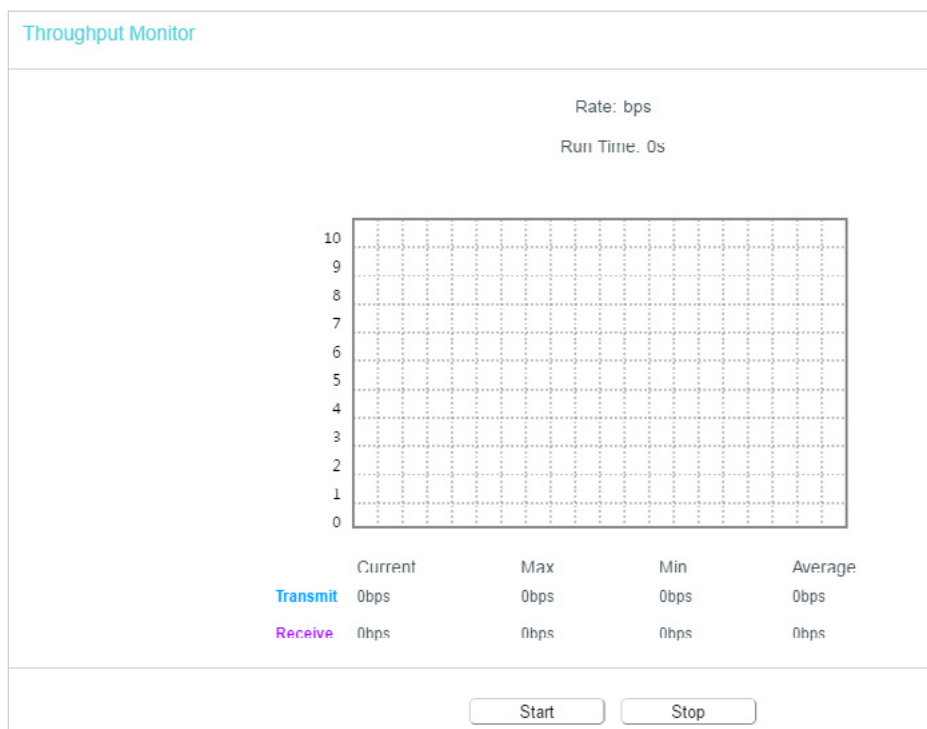 Throughput Monitor
Rate: bps
Run Time: 0s
10
9
8
7
6
5
4
3
2
1
0
Current Max Min Average
Transmit 0bps 0bps 0bps 0bps
Receive 0bps 0bps 0bps 0bps
Start Stop